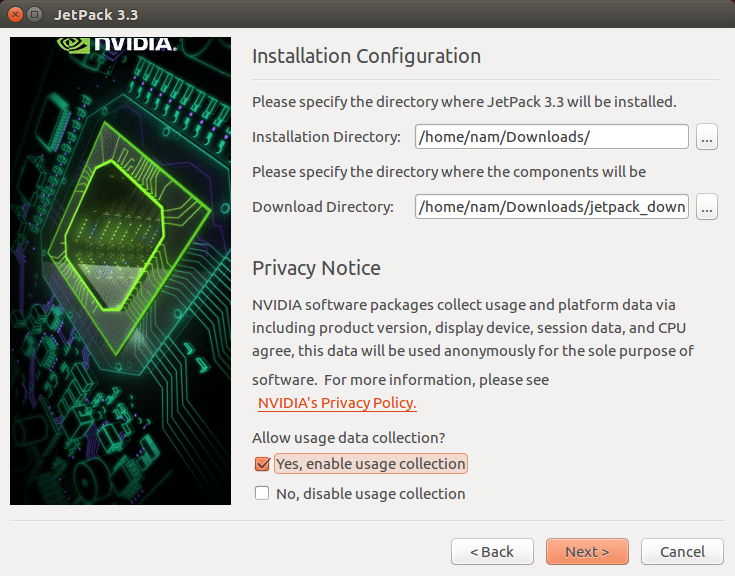 JetPack 3.3
NVIDIA.
Installation Configuration
Please specify the directory where JetPack 3.3 will be installed.
Installation Directory: /home/nam/Downloads/ ...
Please specify the directory where the components will be
Download Directory: /home/nam/Downloads/jetpack_down ...
Privacy Notice
NVIDIA software packages collect usage and platform data via
including product version, display device, session data, and CPU
agree, this data will be used anonymously for the sole purpose of
software. For more information, please see
NVIDIA's Privacy Policy.
Allow usage data collection?
Yes, enable usage collection
No, disable usage collection
< Back Next > Cancel